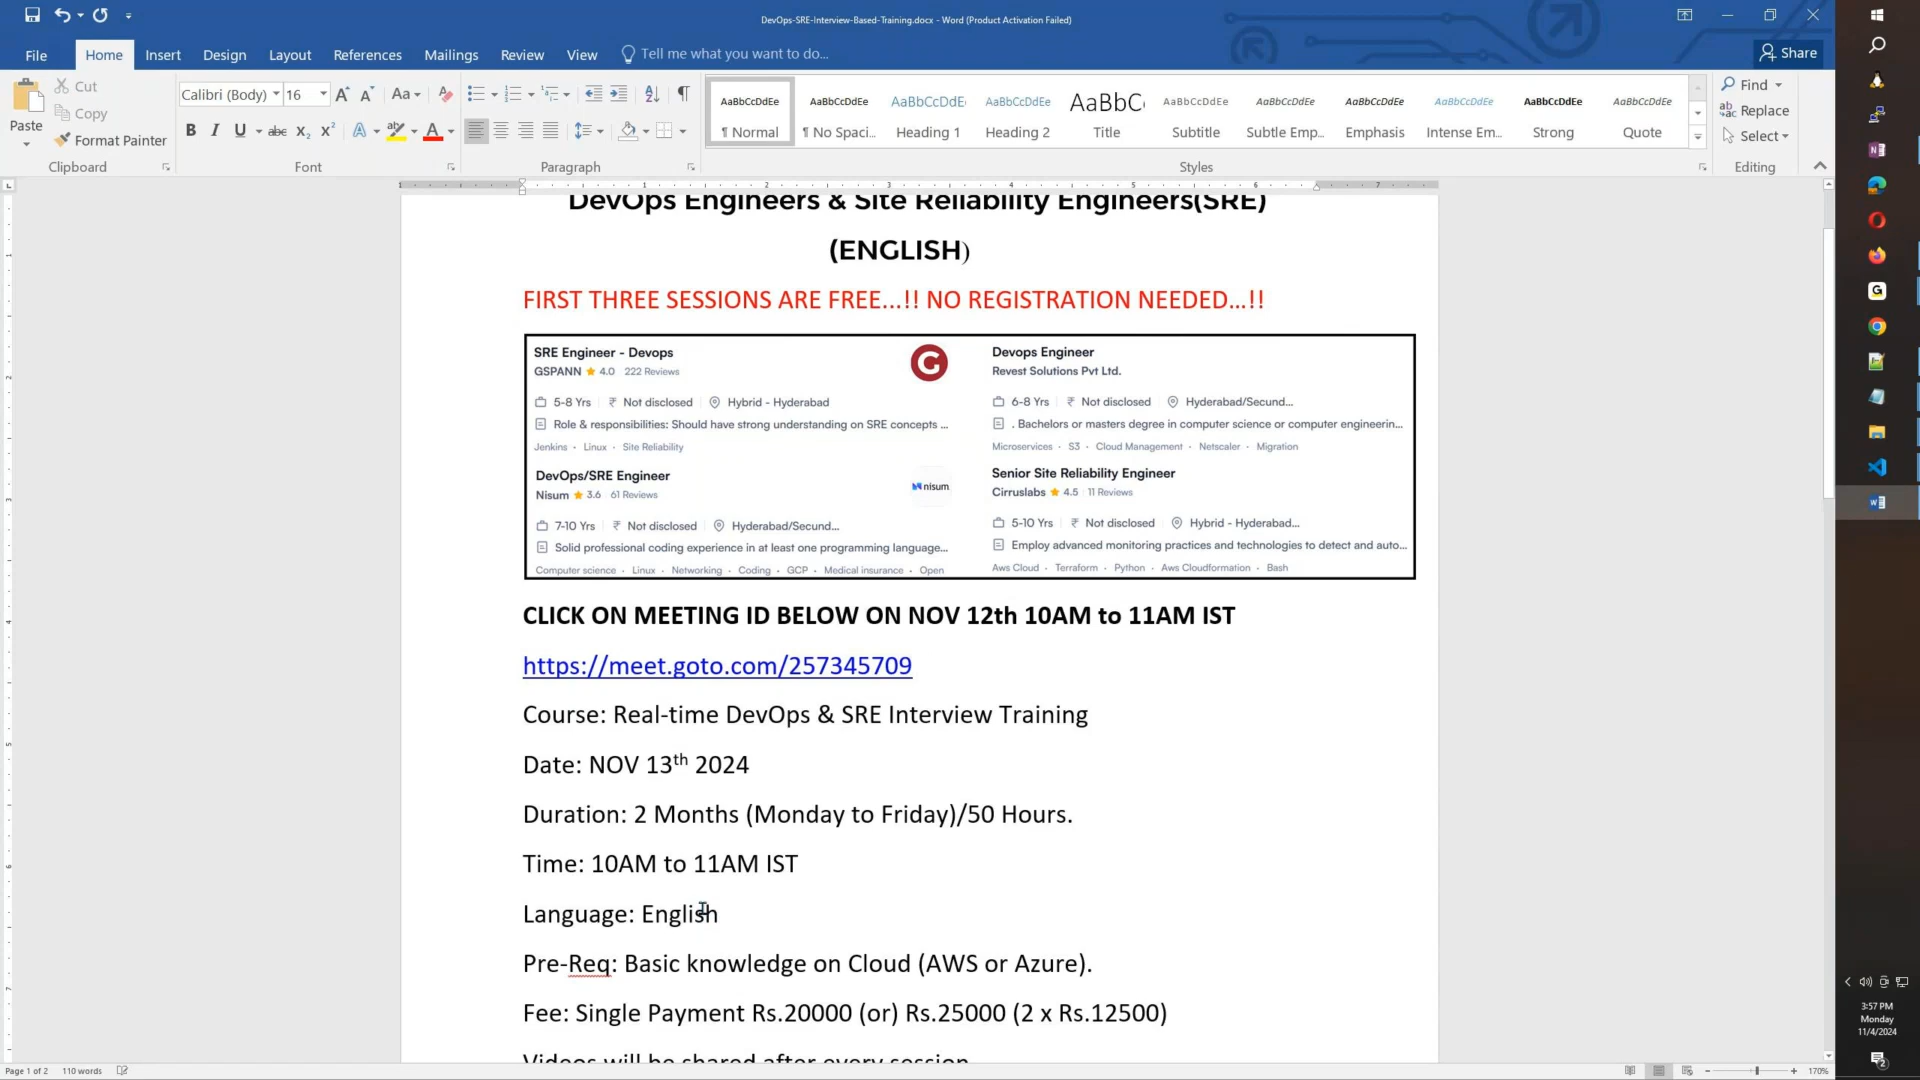 DevOps-SRE-Interview-Based-Training.docx - Word (Product Activation Failed)
File Home Insert Design Layout References Mailings Review View Tell me what you want to do... Share
Paste Cut Copy Format Painter
Clipboard
Calibri (Body) 16
Font
Paragraph
AaBbCcDdEe AaBbCcDdEe AaBbCcDdE AaBbCcDdEe AaBbC AaBbCcDdEe AaBbCcDdEe AaBbCcDdEe AaBbCcDdEe AaBbCcDdEe AaBbCcDdEe
¶ Normal ¶ No Spaci... Heading 1 Heading 2 Title Subtitle Subtle Emp... Emphasis Intense Em... Strong Quote
Styles
Find
Replace
Select
Editing
DevOps Engineers & Site Reliability Engineers(SRE)
(ENGLISH)
FIRST THREE SESSIONS ARE FREE...!! NO REGISTRATION NEEDED...!!
SRE Engineer - Devops
GSPANN 4.0 222 Reviews
G
5-8 Yrs ₹ Not disclosed Hybrid - Hyderabad
Role & responsibilities: Should have strong understanding on SRE concepts ...
Jenkins · Linux · Site Reliability
Devops Engineer
Revest Solutions Pvt Ltd.
6-8 Yrs ₹ Not disclosed Hyderabad/Secund...
. Bachelors or masters degree in computer science or computer engineerin...
Microservices · S3 · Cloud Management · Netscaler · Migration
DevOps/SRE Engineer
Nisum 3.6 61 Reviews
nisum
7-10 Yrs ₹ Not disclosed Hyderabad/Secund...
Solid professional coding experience in at least one programming language...
Computer science · Linux · Networking · Coding · GCP · Medical insurance · Open
Senior Site Reliability Engineer
Cirruslabs 4.5 11 Reviews
5-10 Yrs ₹ Not disclosed Hybrid - Hyderabad...
Employ advanced monitoring practices and technologies to detect and auto...
Aws Cloud · Terraform · Python · Aws Cloudformation · Bash
CLICK ON MEETING ID BELOW ON NOV 12th 10AM to 11AM IST
https://meet.goto.com/257345709
Course: Real-time DevOps & SRE Interview Training
Date: NOV 13th 2024
Duration: 2 Months (Monday to Friday)/50 Hours.
Time: 10AM to 11AM IST
Language: English
Pre-Req: Basic knowledge on Cloud (AWS or Azure).
Fee: Single Payment Rs.20000 (or) Rs.25000 (2 x Rs.12500)
Videos will be shared after every session
Page 1 of 2 110 words
170%
3:57 PM
Monday
11/4/2024